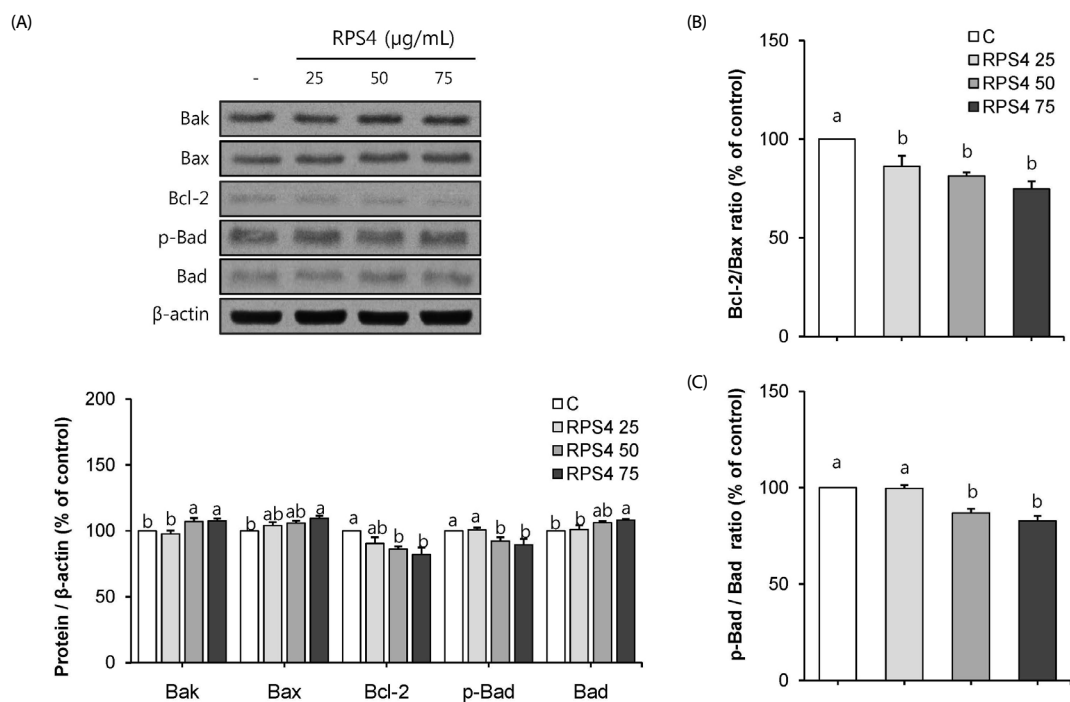 (A)
RPS4 (μg/mL)
- 25 50 75
Bak
Bax
Bcl-2
p-Bad
Bad
β-actin
Protein / β-actin (% of control)
200
150
100
50
0
C
RPS4 25
RPS4 50
RPS4 75
b b a a b ab ab a a ab b b a a b b b b ab a
Bak Bax Bcl-2 p-Bad Bad
(B)
Bcl-2/Bax ratio (% of control)
150
100
50
0
C
RPS4 25
RPS4 50
RPS4 75
a b b b
(C)
p-Bad / Bad ratio (% of control)
150
100
50
0
a a b b